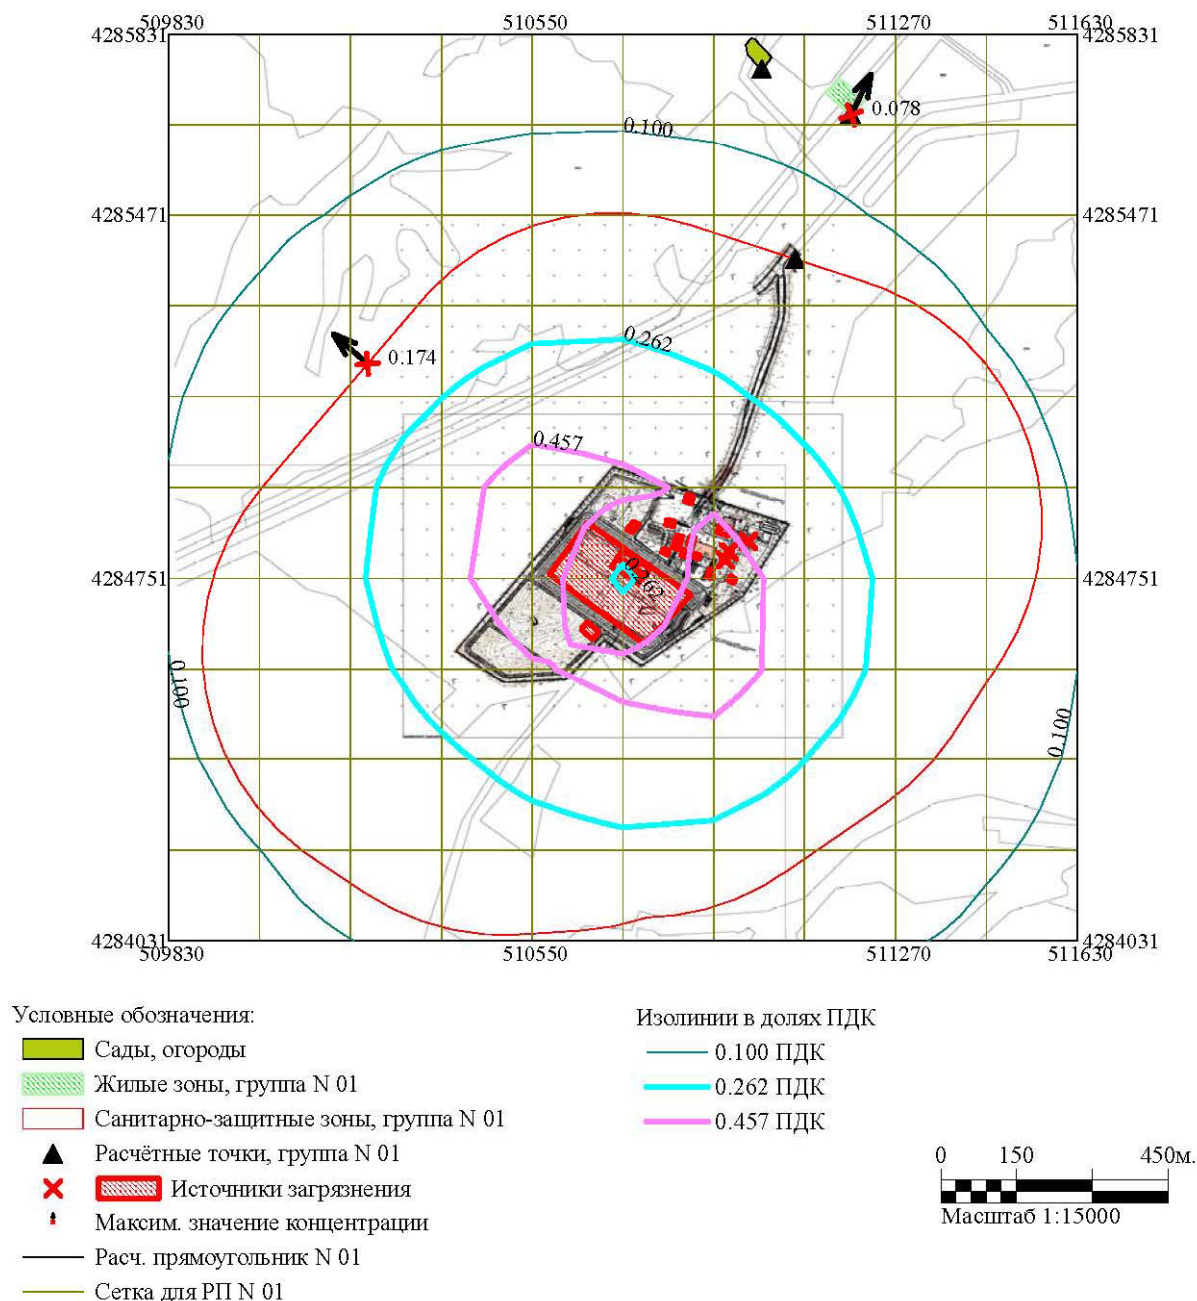 509830 510550 511270 511630
4285831 4285831
0.078
0.100
4285471 4285471
0.262
0.174
0.457
4284751 0.262 4284751
0.100 0.100
4284031 4284031
509830 510550 511270 511630
Условные обозначения:
Сады, огороды
Жилые зоны, группа N 01
Санитарно-защитные зоны, группа N 01
Расчётные точки, группа N 01
Источники загрязнения
Максим. значение концентрации
Расч. прямоугольник N 01
Сетка для РП N 01
Изолинии в долях ПДК
0.100 ПДК
0.262 ПДК
0.457 ПДК
0 150 450м.
Масштаб 1:15000